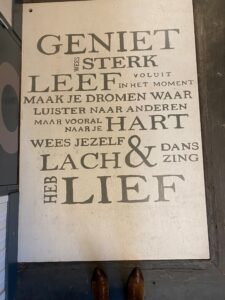 GENIET
WEES STERK
LEEF VOLUIT
IN HET MOMENT
MAAK JE DROMEN WAAR
LUISTER NAAR ANDEREN
MAAR VOORAL
NAAR JE HART
WEES JEZELF
LACH & DANS
ZING
HEB LIEF